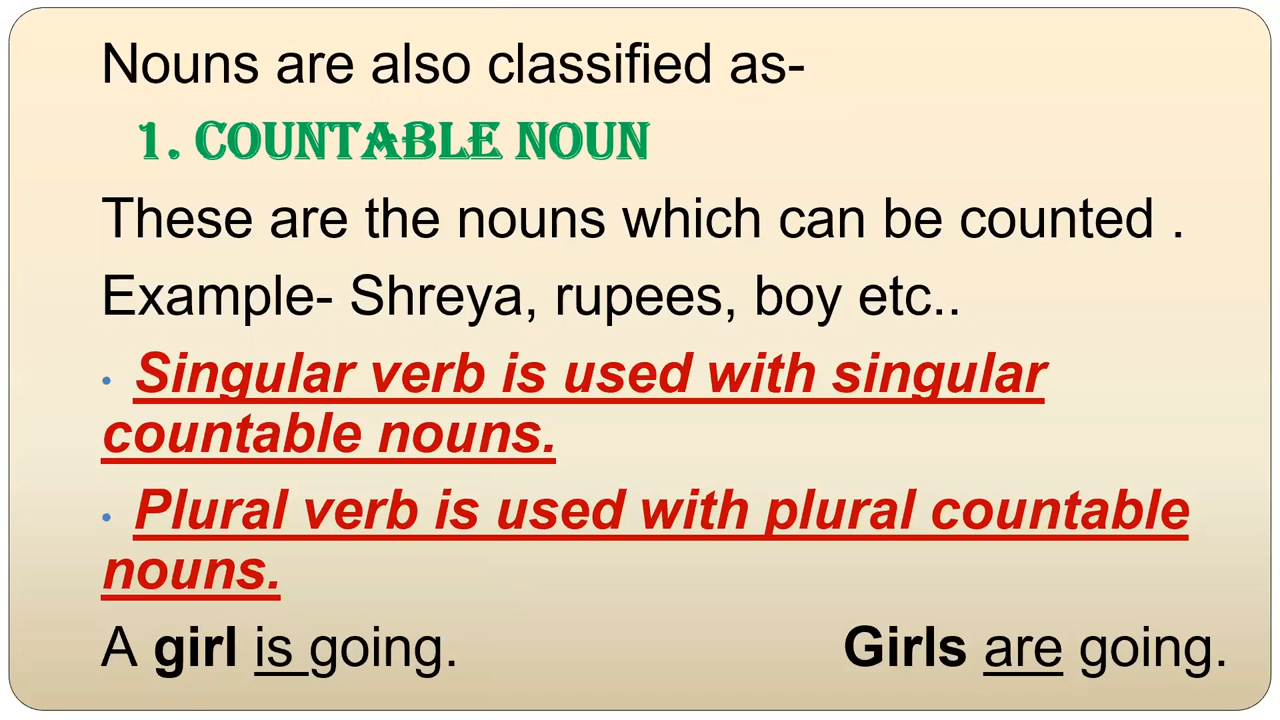 Nouns are also classified as-
1. COUNTABLE NOUN
These are the nouns which can be counted .
Example- Shreya, rupees, boy etc..
• Singular verb is used with singular
countable nouns.
• Plural verb is used with plural countable
nouns.
A girl is going. Girls are going.